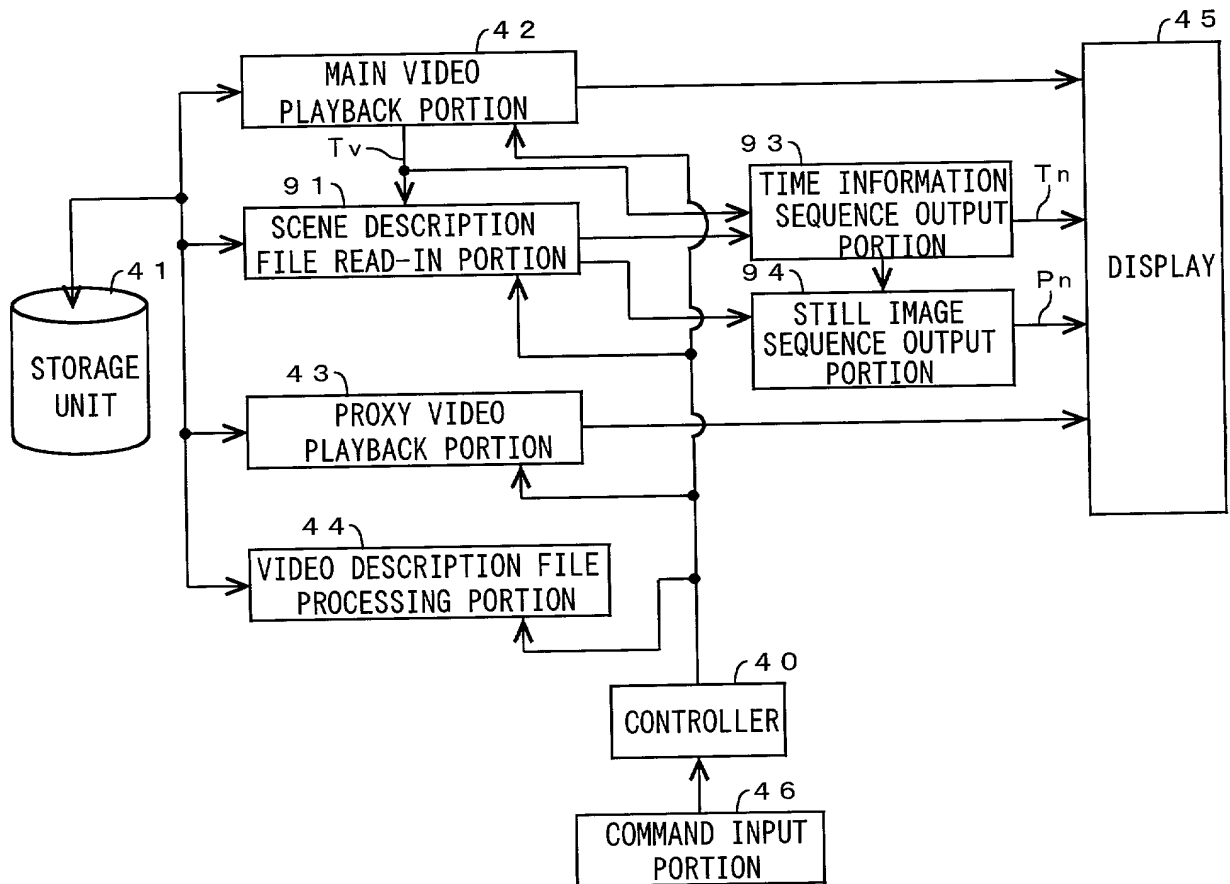 42
45
MAIN VIDEO
PLAYBACK PORTION
Tv
93
91
TIME INFORMATION
SEQUENCE OUTPUT
PORTION
Tn
SCENE DESCRIPTION
FILE READ-IN PORTION
41
94
DISPLAY
STILL IMAGE
SEQUENCE OUTPUT
PORTION
Pn
STORAGE
UNIT
43
PROXY VIDEO
PLAYBACK PORTION
44
VIDEO DESCRIPTION FILE
PROCESSING PORTION
40
CONTROLLER
46
COMMAND INPUT
PORTION